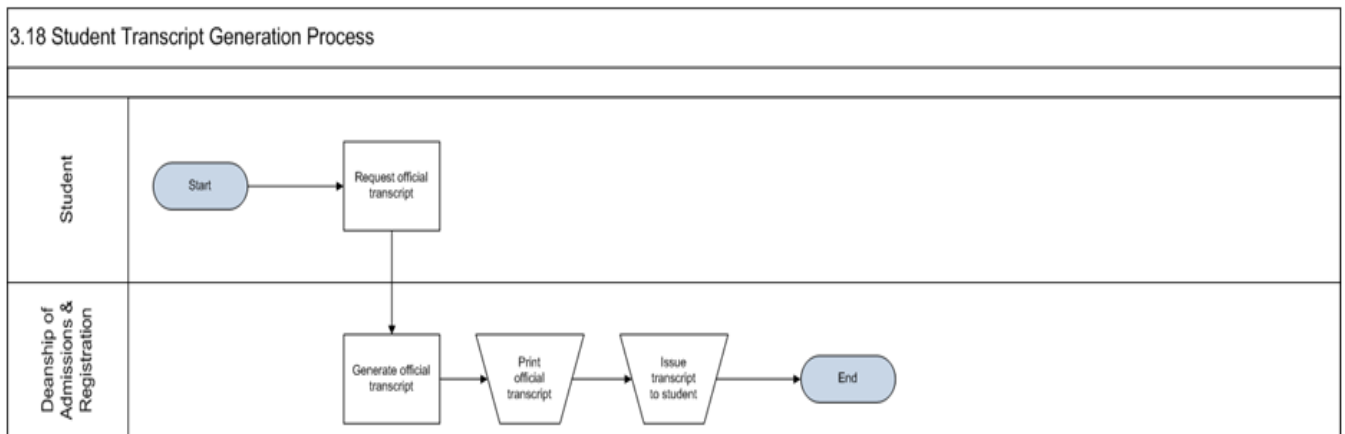 3.18 Student Transcript Generation Process
Student
Start
Request official
transcript
Deanship of
Admissions &
Registration
Generate official
transcript
Print
official
transcript
Issue
transcript
to student
End